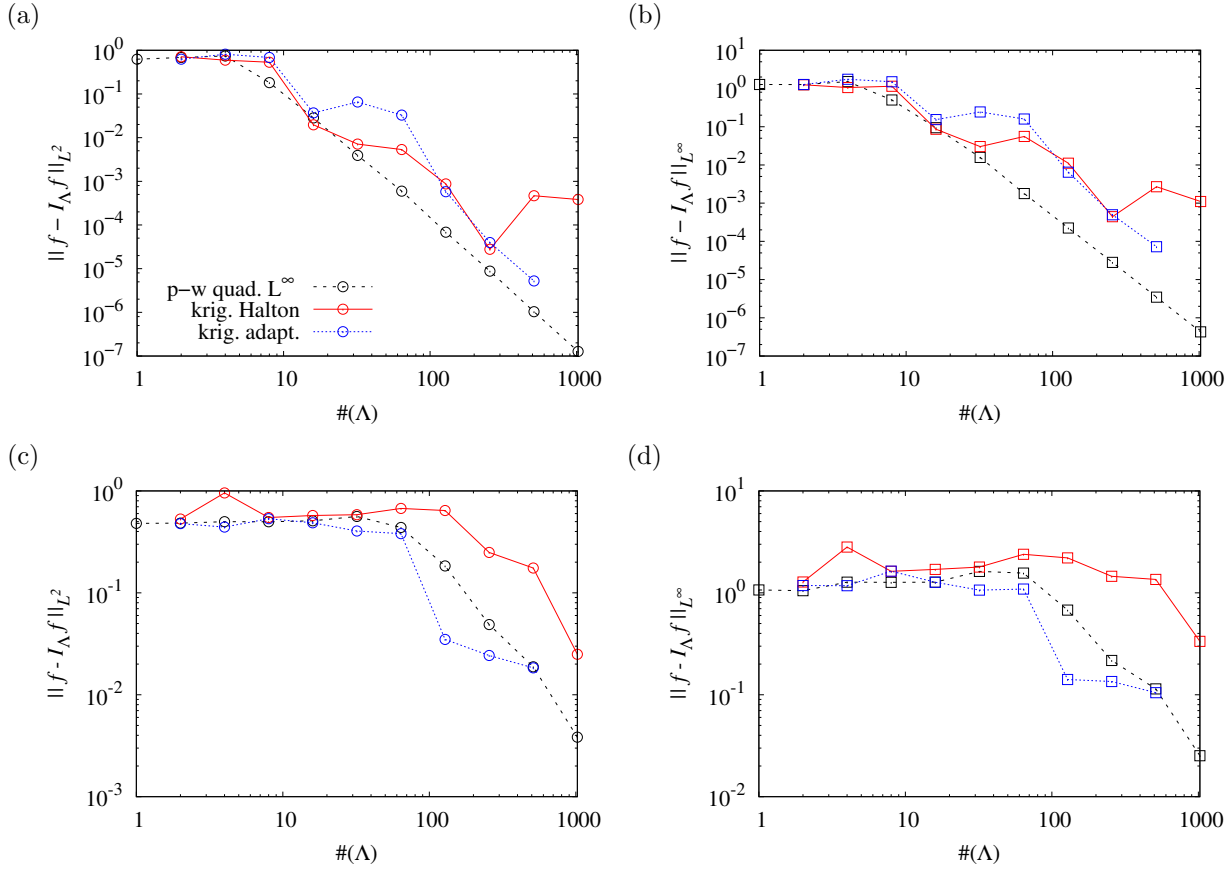 (a)
10^0
10^-1
10^-2
10^-3
10^-4
10^-5
10^-6
10^-7
|| f − I_Λ f ||_{L^2}
p−w quad. L^∞
krig. Halton
krig. adapt.
1 10 100 1000
#(Λ)
(b)
10^1
10^0
10^-1
10^-2
10^-3
10^-4
10^-5
10^-6
10^-7
|| f − I_Λ f ||_{L^∞}
1 10 100 1000
#(Λ)
(c)
10^0
10^-1
10^-2
10^-3
|| f - I_Λ f ||_{L^2}
1 10 100 1000
#(Λ)
(d)
10^1
10^0
10^-1
10^-2
|| f - I_Λ f ||_{L^∞}
1 10 100 1000
#(Λ)